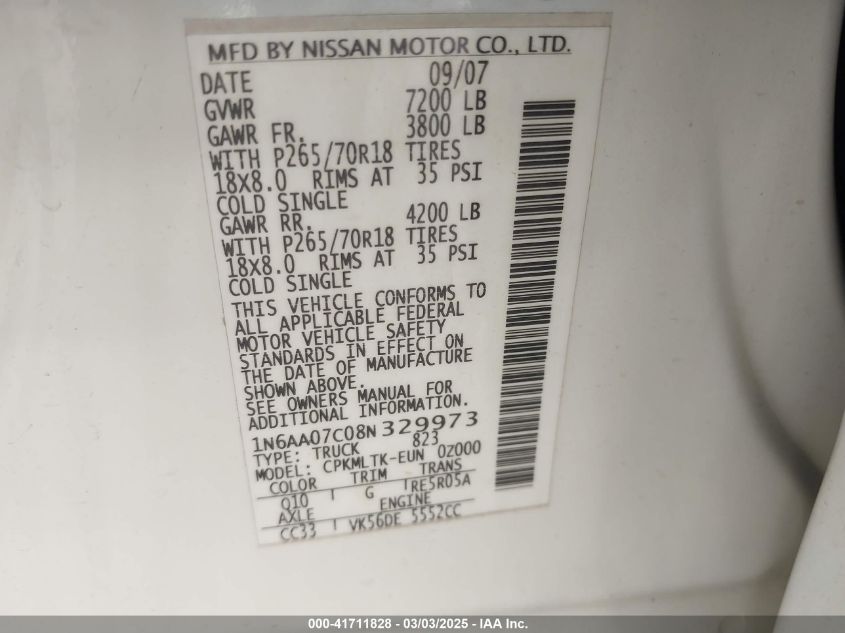 MFD BY NISSAN MOTOR CO., LTD.
DATE 09/07
GVWR 7200 LB
GAWR FR. 3800 LB
WITH P265/70R18 TIRES
18X8.0 RIMS AT 35 PSI
COLD SINGLE
GAWR RR. 4200 LB
WITH P265/70R18 TIRES
18X8.0 RIMS AT 35 PSI
COLD SINGLE
THIS VEHICLE CONFORMS TO
ALL APPLICABLE FEDERAL
MOTOR VEHICLE SAFETY
STANDARDS IN EFFECT ON
THE DATE OF MANUFACTURE
SHOWN ABOVE.
SEE OWNERS MANUAL FOR
ADDITIONAL INFORMATION.
1N6AA07C08N329973
TYPE: TRUCK 823
MODEL: CPKMLTK-EUN 0Z000
COLOR TRIM TRANS
Q10 G RE5R05A
AXLE ENGINE
CC33 VK56DE 5552CC
000-41711828 - 03/03/2025 - IAA Inc.